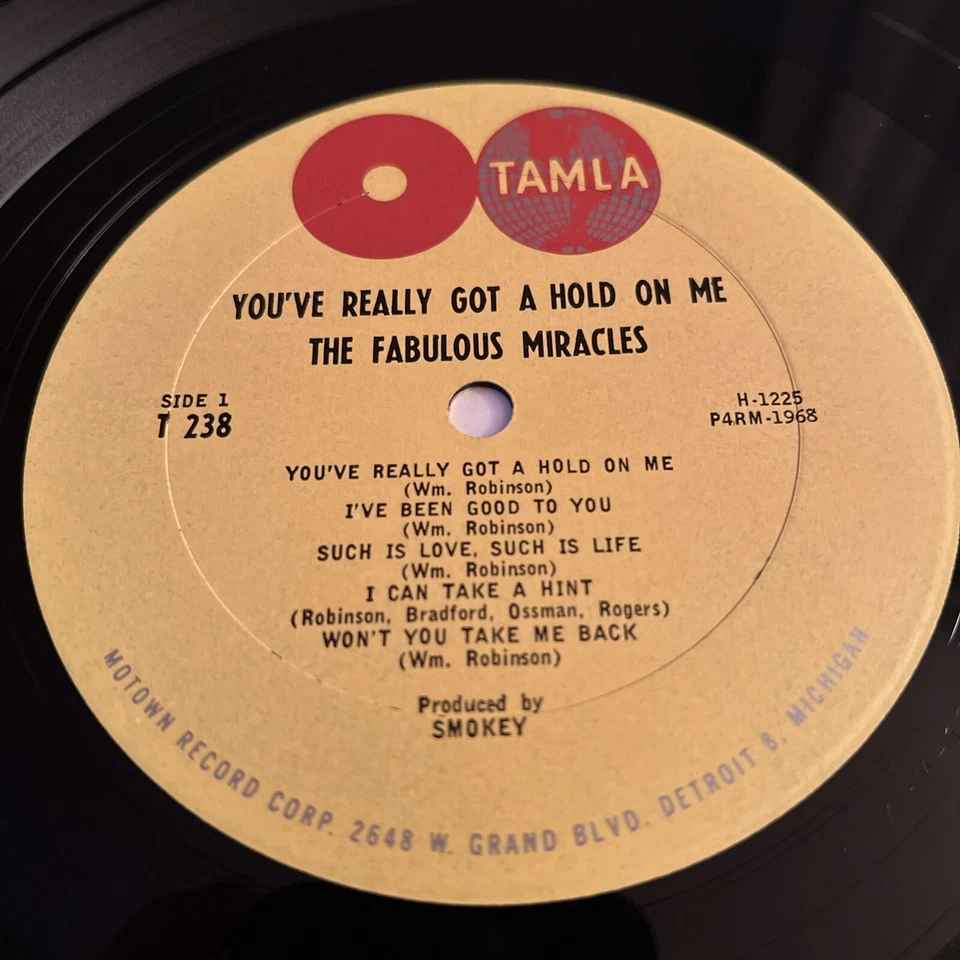 TAMLA
YOU'VE REALLY GOT A HOLD ON ME
THE FABULOUS MIRACLES
SIDE 1
T 238
H-1225
P4RM-1968
YOU'VE REALLY GOT A HOLD ON ME
(Wm. Robinson)
I'VE BEEN GOOD TO YOU
(Wm. Robinson)
SUCH IS LOVE, SUCH IS LIFE
(Wm. Robinson)
I CAN TAKE A HINT
(Robinson, Bradford, Ossman, Rogers)
WON'T YOU TAKE ME BACK
(Wm. Robinson)
Produced by
SMOKEY
MOTOWN RECORD CORP. 2648 W. GRAND BLVD. DETROIT 8, MICHIGAN